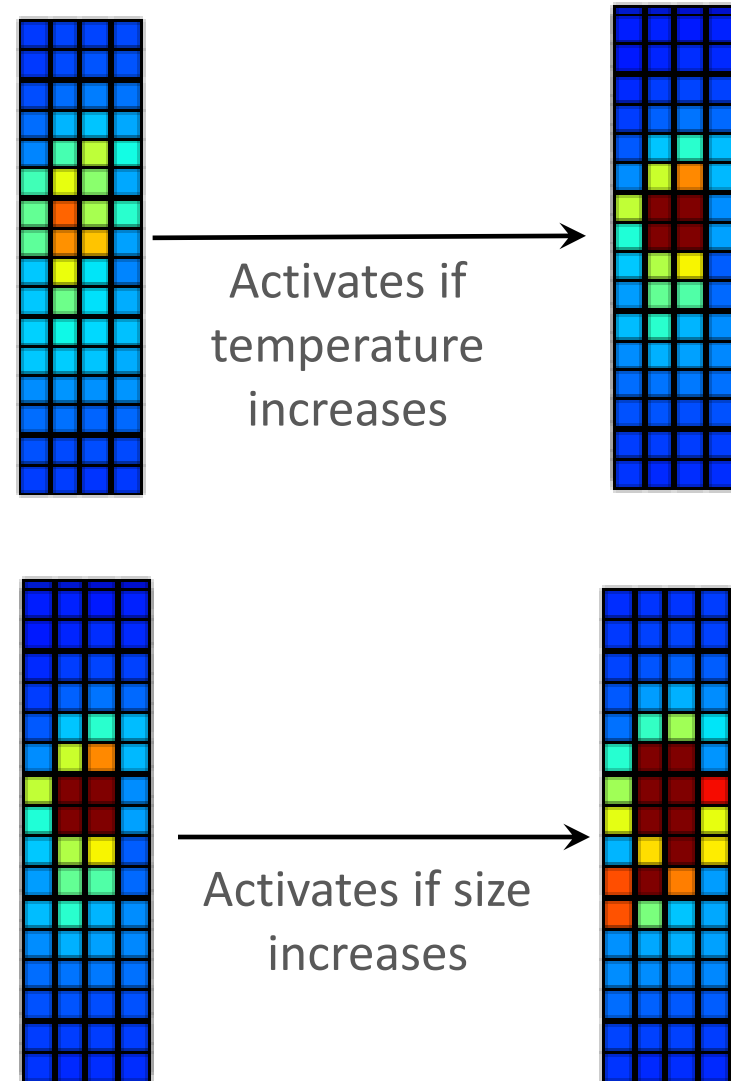 Activates if
temperature
increases
Activates if size
increases